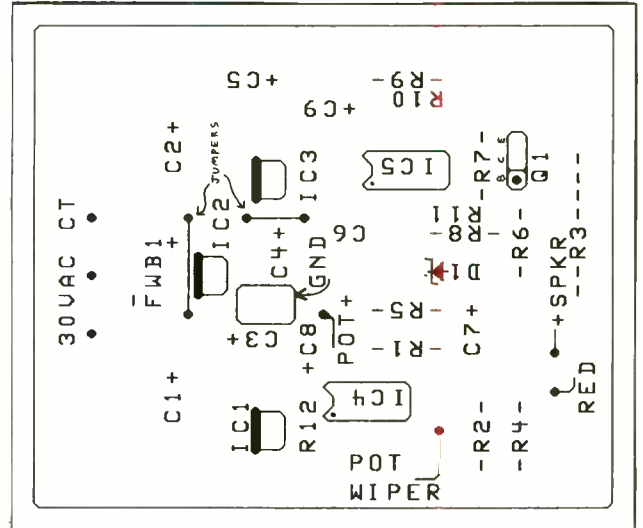 +C5
-R9-
R10
+C9
C2+
JUMPERS
IC3
IC5
-R7-
B C E
Q1
30VAC CT
FWB1
-
+
IC2
C4+
GND
C6
R11
-R8-
-R6-
--R3----
D1
+SPKR
C3+
+C8
POT+
-R5-
-R1-
C7+
RED
C1+
IC1
R12
IC4
POT
WIPER
-R2-
-R4-